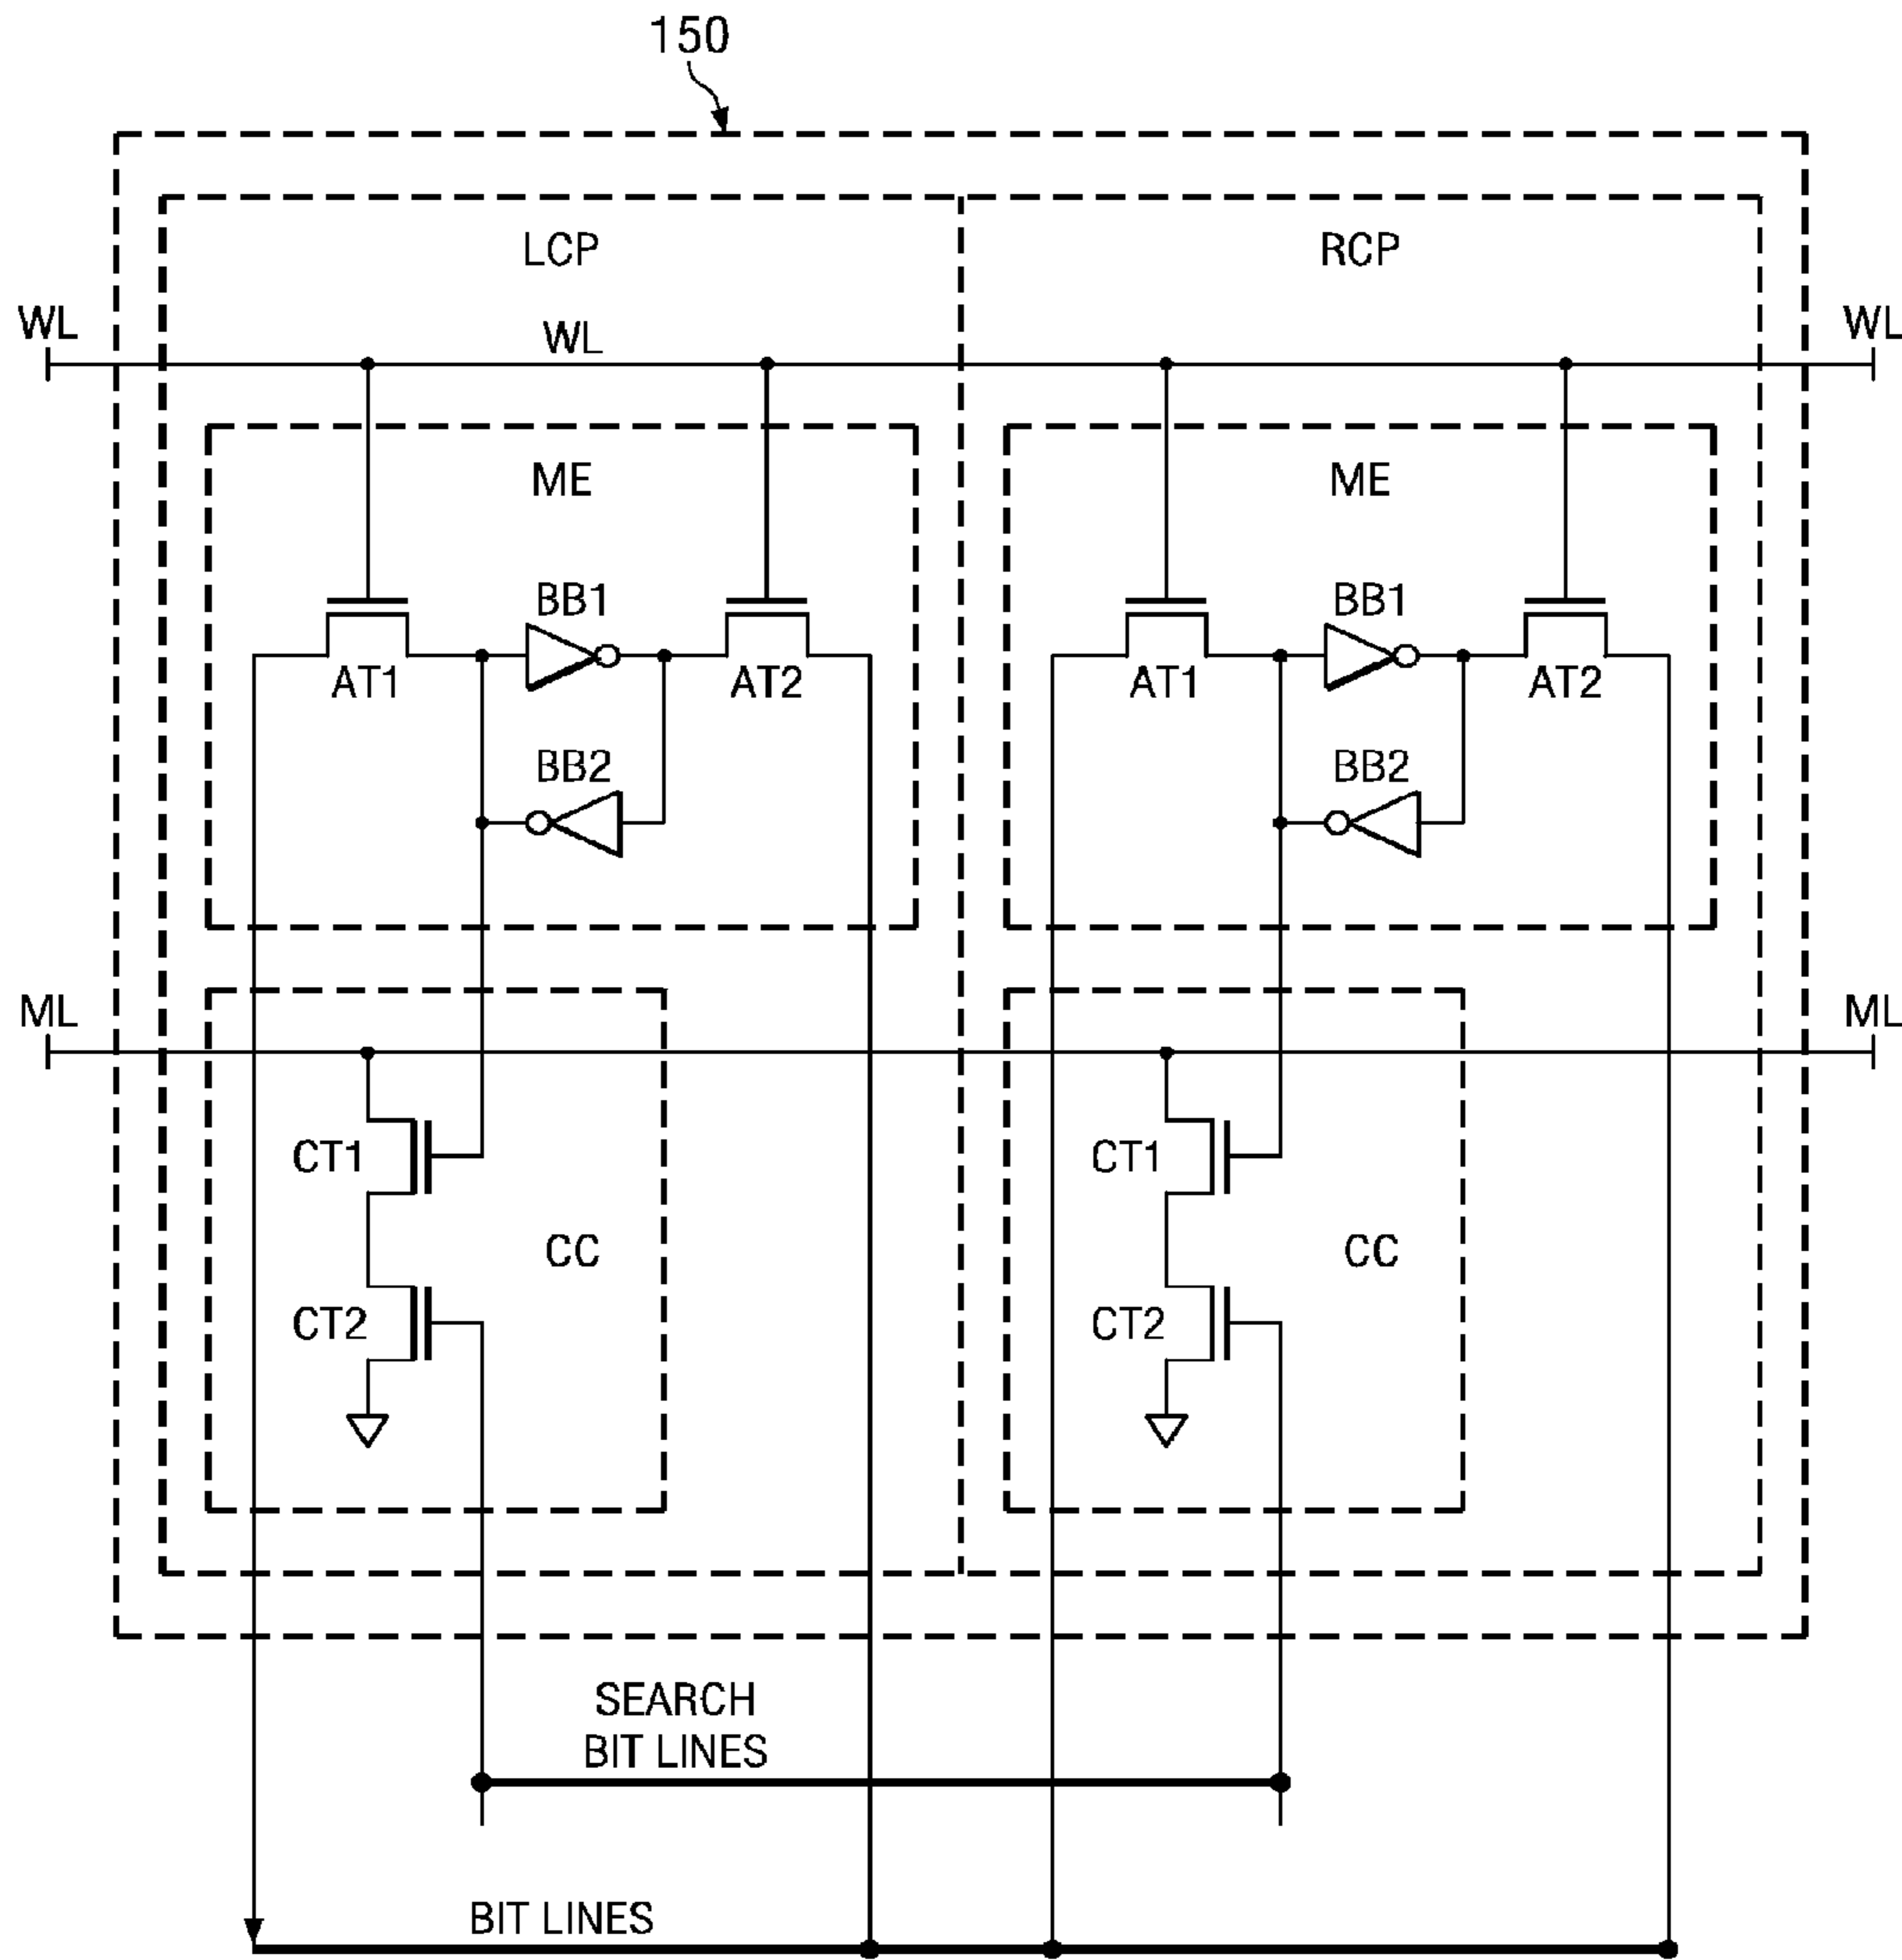 150
LCP
RCP
WL
WL
WL
ME
ME
BB1
BB1
AT1
AT2
AT1
AT2
BB2
BB2
ML
ML
CT1
CT1
CC
CC
CT2
CT2
SEARCH
BIT LINES
BIT LINES